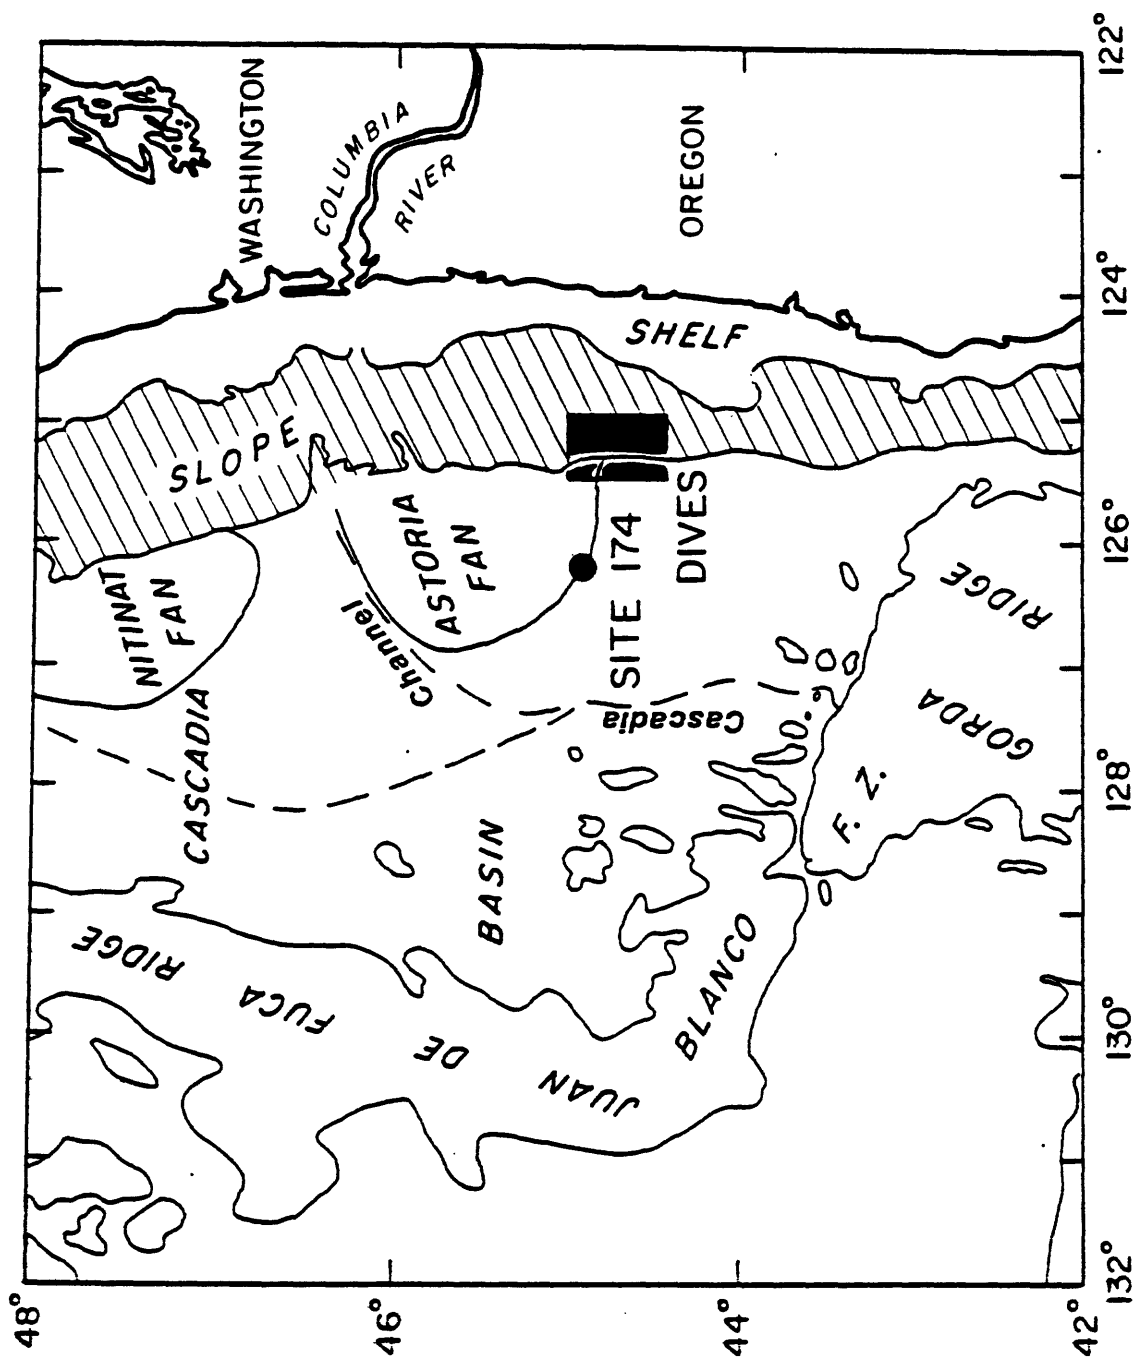 48°
46°
44°
42°
132°
130°
128°
126°
124°
122°
WASHINGTON
COLUMBIA
RIVER
OREGON
SHELF
SLOPE
NITINAT
FAN
ASTORIA
FAN
Channel
SITE 174
DIVES
CASCADIA
BASIN
Cascadia
JUAN DE FUCA RIDGE
BLANCO
F. Z.
GORDA
RIDGE